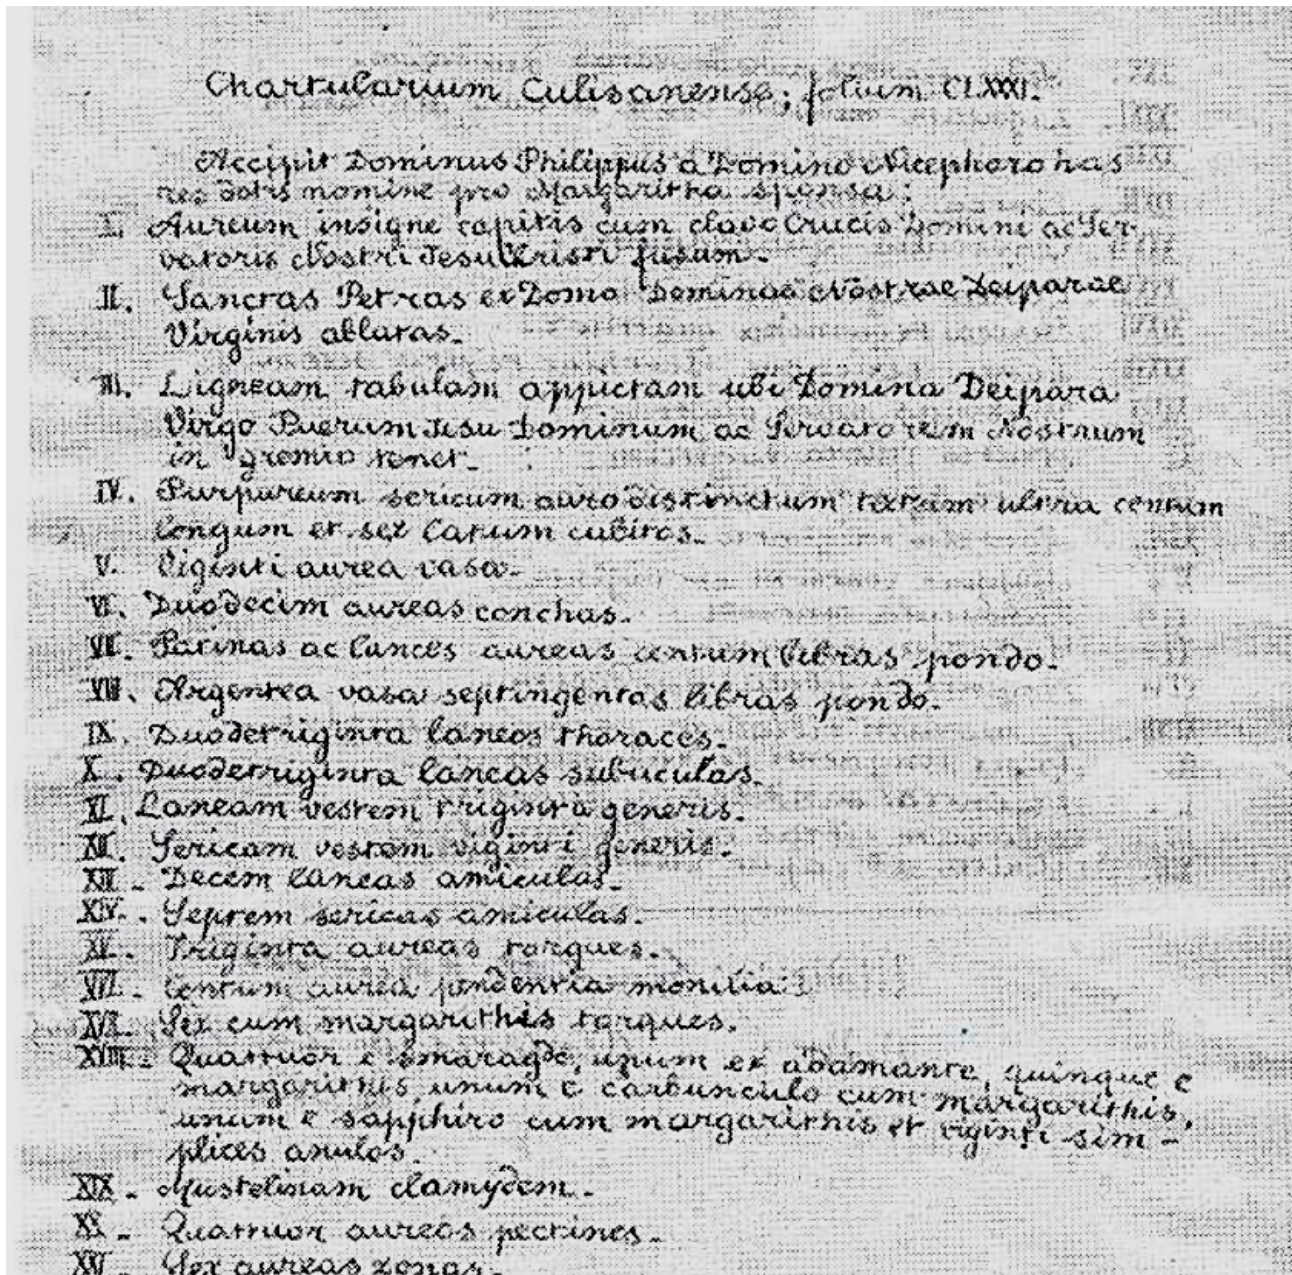 Chartularium Culisanense; folium CLXXXI.
Accipit Dominus Philippus a Domino Nicephoro has
res dotis nomine pro Margaritha sponsa:
I. Aureum insigne capitis cum clavo Crucis Domini ac Ser-
vatoris Nostri Jesu Kristi fusum.
II. Sanctas Petras ex Domo Dominae Nostrae Deiparae
Virginis ablatas.
III. Ligneam tabulam appictam ubi Domina Deipara
Virgo Puerum Jesu Dominum ac Servatorem Nostrum
in gremio tenet.
IV. Purpureum sericum auro distinctum textum ultra centum
longum et sex latum cubitos.
V. Viginti aurea vasa.
VI. Duodecim aureas conchas.
VII. Patinas ac lances aureas centum libras pondo.
VIII. Argentea vasa septingentas libras pondo.
IX. Duodetriginta laneos thoraces.
X. Duodetriginta laneas subuculas.
XI. Laneam vestem triginta generis.
XII. Sericam vestem viginti generis.
XIII. Decem laneas amiculas.
XIV. Septem sericas amiculas.
XV. Triginta aureas torques.
XVI. Centum aurea pendentia monilia.
XVII. Sex cum margarithis torques.
XVIII. Quattuor e smaragdo, unum ex adamante, quinque e
margarithis, unum e carbunculo cum margarithis,
unum e sapphiro cum margarithis et viginti sim-
plices anulos.
XIX. Mustelinam clamydem.
XX. Quattuor aureos pectines.
XXI. Sex aureas zonas.